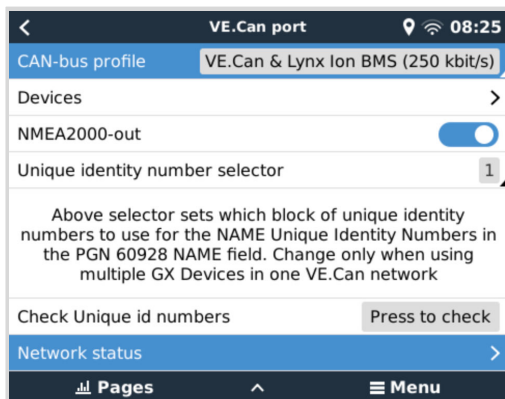 VE.Can port 08:25
CAN-bus profile VE.Can & Lynx Ion BMS (250 kbit/s)
Devices
NMEA2000-out
Unique identity number selector 1
Above selector sets which block of unique identity
numbers to use for the NAME Unique Identity Numbers in
the PGN 60928 NAME field. Change only when using
multiple GX Devices in one VE.Can network
Check Unique id numbers Press to check
Network status
Pages Menu